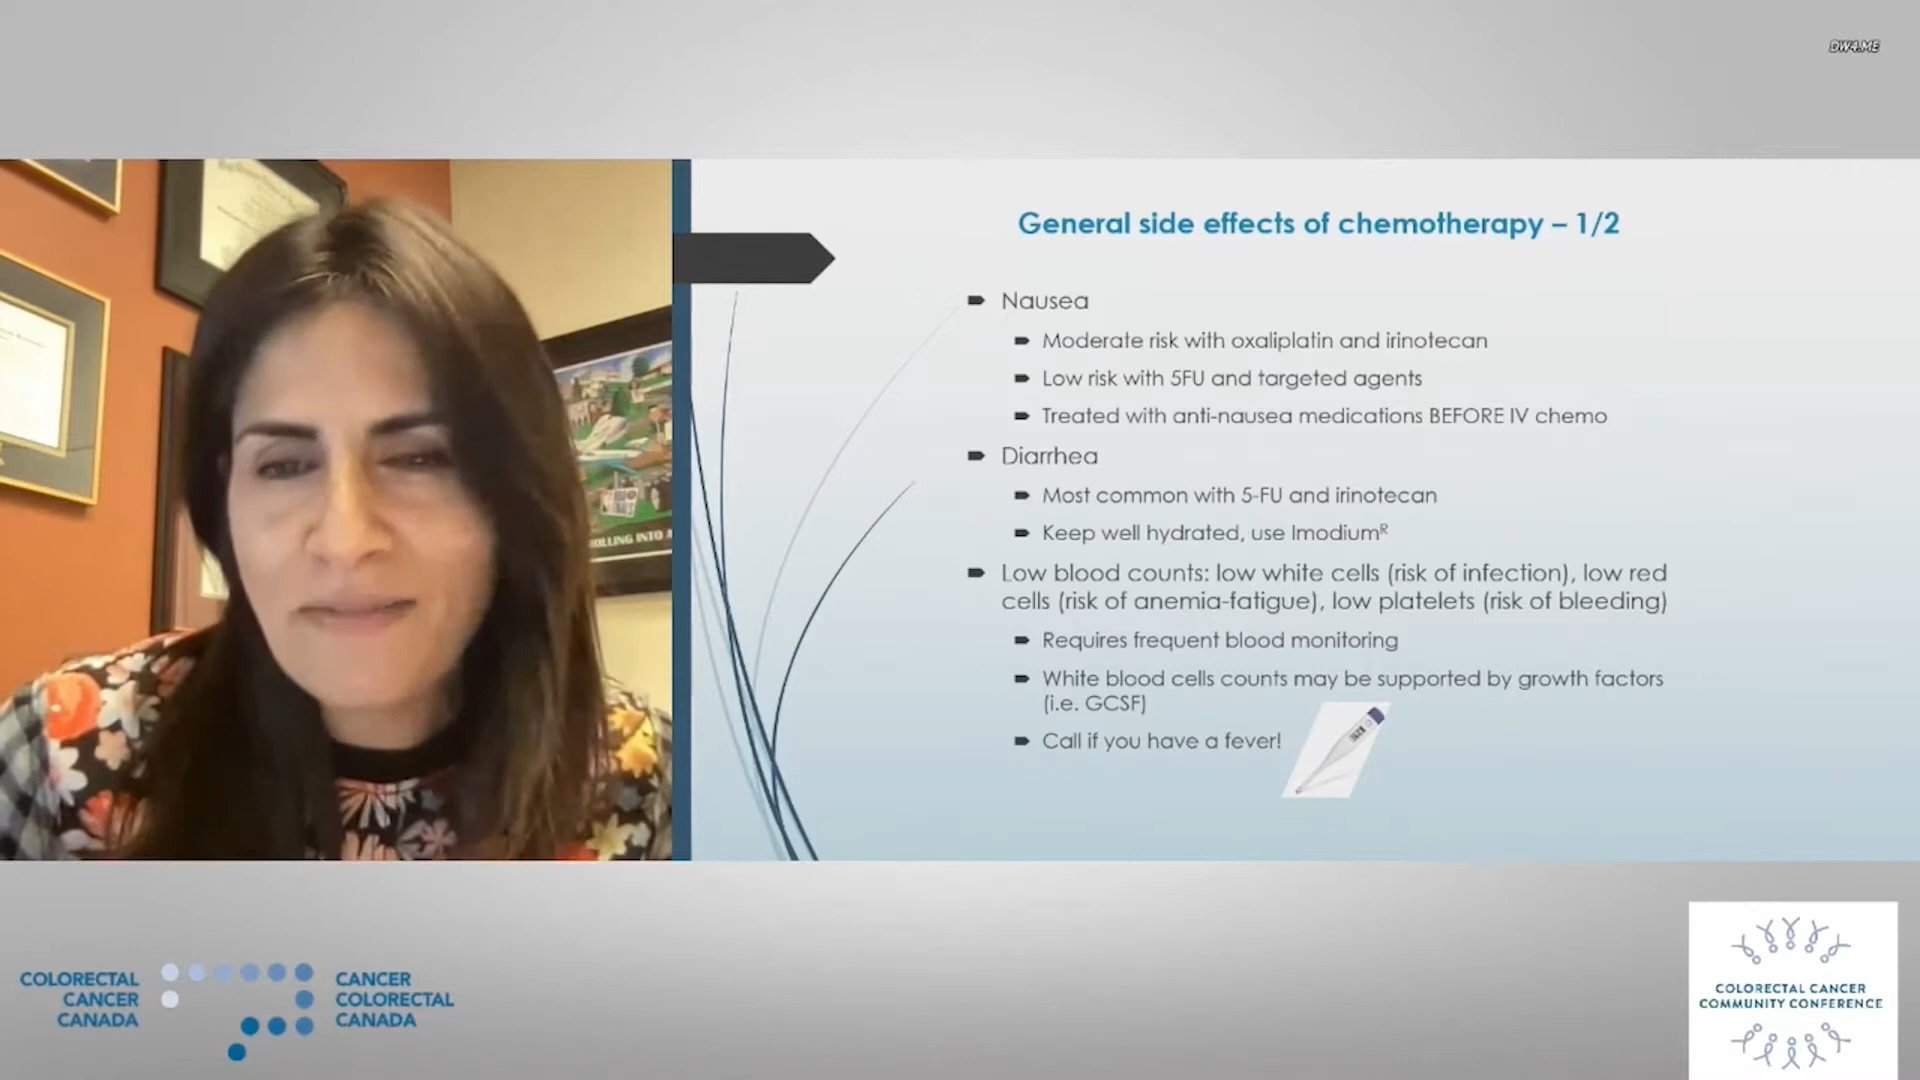 DW4.ME
General side effects of chemotherapy – 1/2
Nausea
Moderate risk with oxaliplatin and irinotecan
Low risk with 5FU and targeted agents
Treated with anti-nausea medications BEFORE IV chemo
Diarrhea
Most common with 5-FU and irinotecan
Keep well hydrated, use Imodiumᴿ
Low blood counts: low white cells (risk of infection), low red
cells (risk of anemia-fatigue), low platelets (risk of bleeding)
Requires frequent blood monitoring
White blood cells counts may be supported by growth factors
(i.e. GCSF)
Call if you have a fever!
COLORECTAL
CANCER
CANADA
CANCER
COLORECTAL
CANADA
COLORECTAL CANCER
COMMUNITY CONFERENCE